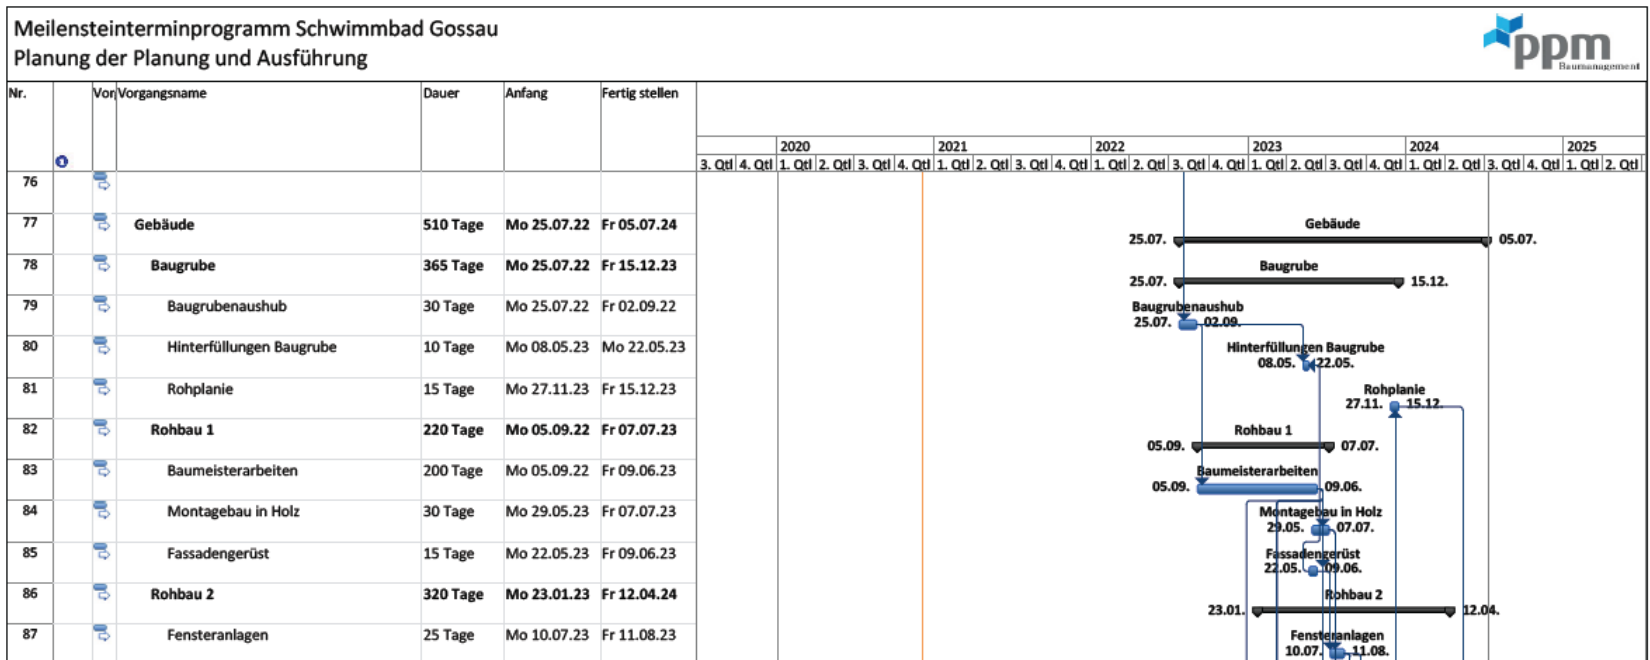 Meilensteinterminprogramm Schwimmbad Gossau
Planung der Planung und Ausführung
ppm
Baumanagement
Nr. Vor Vorgangsname Dauer Anfang Fertig stellen
2020 2021 2022 2023 2024 2025
3. Qtl 4. Qtl 1. Qtl 2. Qtl 3. Qtl 4. Qtl 1. Qtl 2. Qtl 3. Qtl 4. Qtl 1. Qtl 2. Qtl 3. Qtl 4. Qtl 1. Qtl 2. Qtl 3. Qtl 4. Qtl 1. Qtl 2. Qtl 3. Qtl 4. Qtl 1. Qtl 2. Qtl
76
77 Gebäude 510 Tage Mo 25.07.22 Fr 05.07.24
Gebäude
25.07. 05.07.
78 Baugrube 365 Tage Mo 25.07.22 Fr 15.12.23
Baugrube
25.07. 15.12.
79 Baugrubenaushub 30 Tage Mo 25.07.22 Fr 02.09.22
Baugrubenaushub
25.07. 02.09.
80 Hinterfüllungen Baugrube 10 Tage Mo 08.05.23 Mo 22.05.23
Hinterfüllungen Baugrube
08.05. 22.05.
81 Rohplanie 15 Tage Mo 27.11.23 Fr 15.12.23
Rohplanie
27.11. 15.12.
82 Rohbau 1 220 Tage Mo 05.09.22 Fr 07.07.23
Rohbau 1
05.09. 07.07.
83 Baumeisterarbeiten 200 Tage Mo 05.09.22 Fr 09.06.23
Baumeisterarbeiten
05.09. 09.06.
84 Montagebau in Holz 30 Tage Mo 29.05.23 Fr 07.07.23
Montagebau in Holz
29.05. 07.07.
85 Fassadengerüst 15 Tage Mo 22.05.23 Fr 09.06.23
Fassadengerüst
22.05. 09.06.
86 Rohbau 2 320 Tage Mo 23.01.23 Fr 12.04.24
Rohbau 2
23.01. 12.04.
87 Fensteranlagen 25 Tage Mo 10.07.23 Fr 11.08.23
Fensteranlagen
10.07. 11.08.